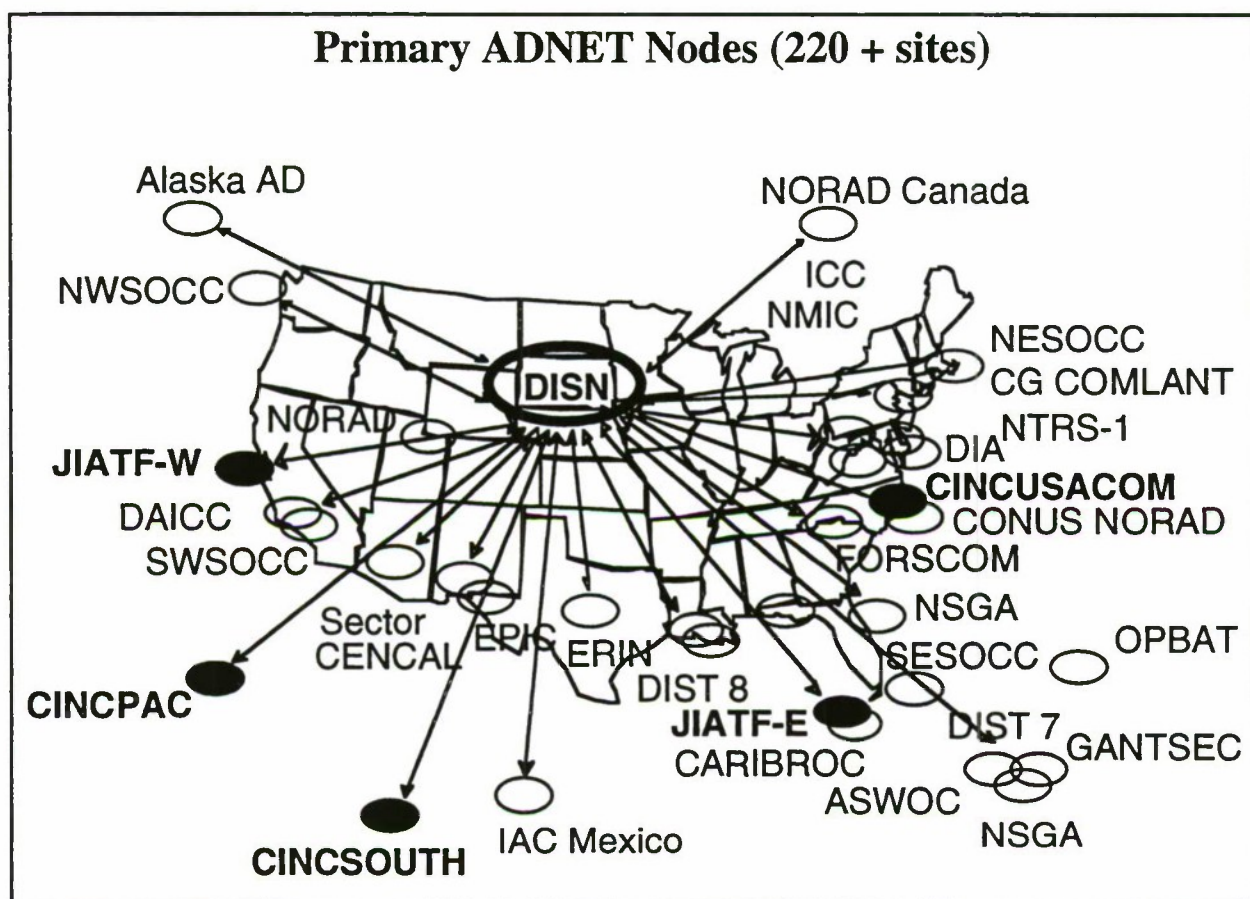 Primary ADNET Nodes (220 + sites)
Alaska AD
NORAD Canada
NWSOCC
ICC
NMIC
NESOCC
CG COMLANT
DISN
NORAD
NTRS-1
DIA
JIATF-W
CINCUSACOM
DAICC
CONUS NORAD
SWSOCC
FORSCOM
NSGA
Sector
CENCAL
EPIC
ERIN
SESOCC
OPBAT
DIST 8
CINCPAC
JIATF-E
DIST 7
GANTSEC
CARIBROC
ASWOC
NSGA
IAC Mexico
CINCSOUTH